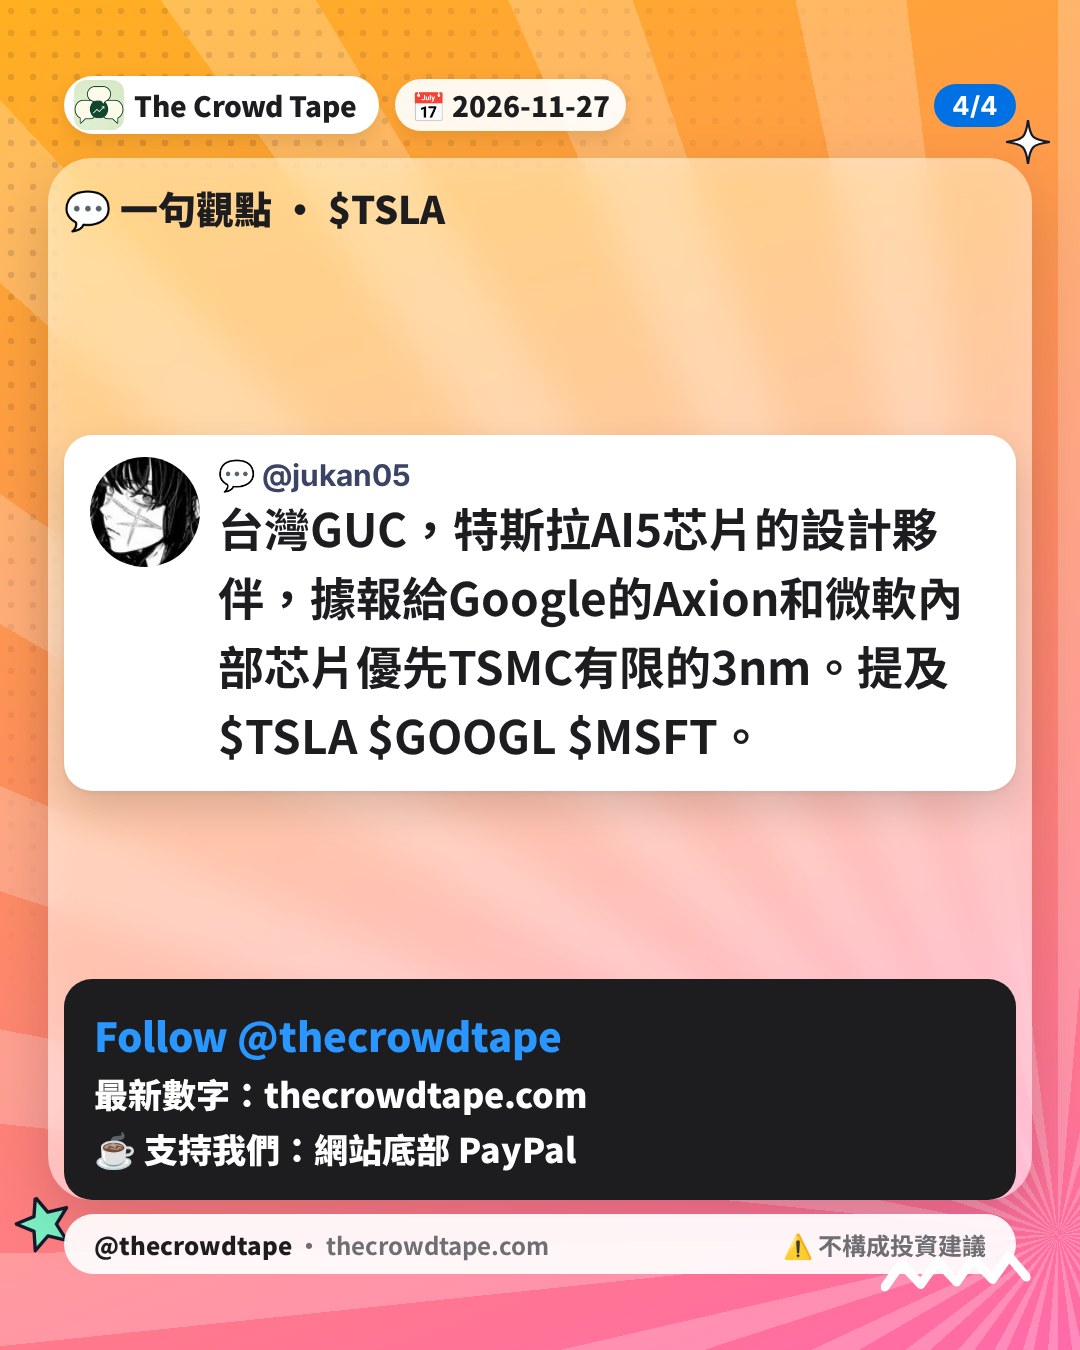 The Crowd Tape
July 17
2026-11-27
4/4
💬 一句觀點 · $TSLA
💬 @jukan05
台灣GUC，特斯拉AI5芯片的設計夥
伴，據報給Google的Axion和微軟內
部芯片優先TSMC有限的3nm。提及
$TSLA $GOOGL $MSFT。
Follow @thecrowdtape
最新數字：thecrowdtape.com
☕ 支持我們：網站底部 PayPal
@thecrowdtape · thecrowdtape.com
⚠️ 不構成投資建議